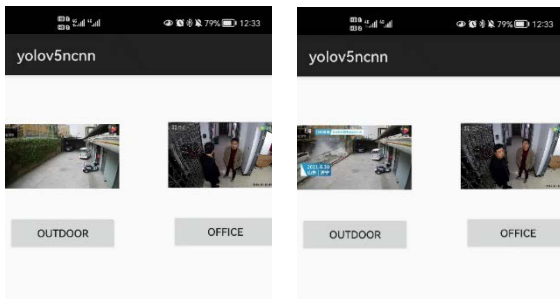 79% 12:33
yolov5ncnn
OUTDOOR
OFFICE
79% 12:33
yolov5ncnn
OUTDOOR
OFFICE